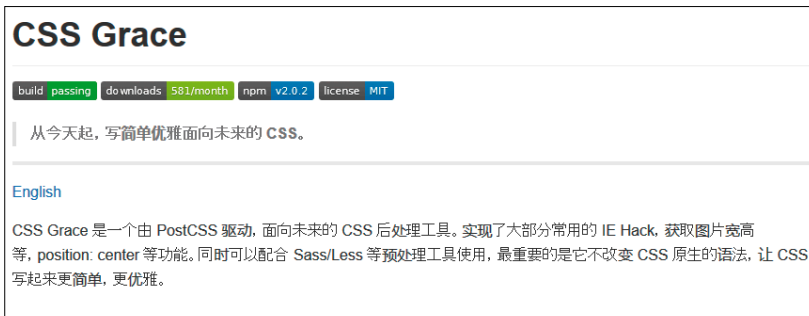 CSS Grace
build passing downloads 581/month npm v2.0.2 license MIT
从今天起, 写简单优雅面向未来的 CSS。
English
CSS Grace 是一个由 PostCSS 驱动, 面向未来的 CSS 后处理工具。实现了大部分常用的 IE Hack, 获取图片宽高
等, position: center 等功能。同时可以配合 Sass/Less 等预处理工具使用, 最重要的是它不改变 CSS 原生的语法, 让 CSS
写起来更简单, 更优雅。